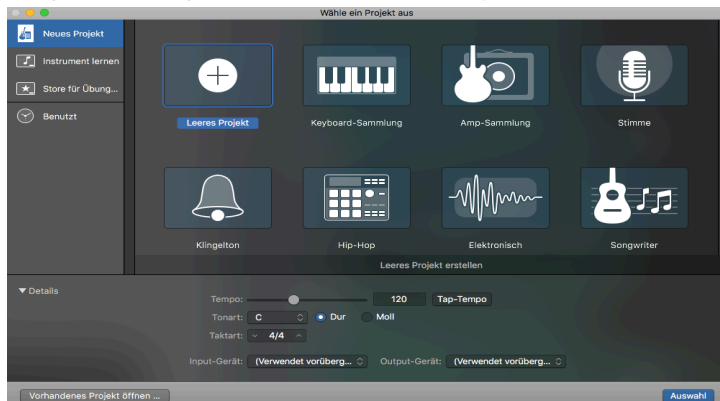 Wähle ein Projekt aus
Neues Projekt
Instrument lernen
Store für Übung...
Benutzt
Leeres Projekt
Keyboard-Sammlung
Amp-Sammlung
Stimme
Klingelton
Hip-Hop
Elektronisch
Songwriter
Leeres Projekt erstellen
Details
Tempo: 120 Tap-Tempo
Tonart: C Dur Moll
Taktart: 4/4
Input-Gerät: (Verwendet vorüberg... Output-Gerät: (Verwendet vorüberg...
Vorhandenes Projekt öffnen ... Auswahl